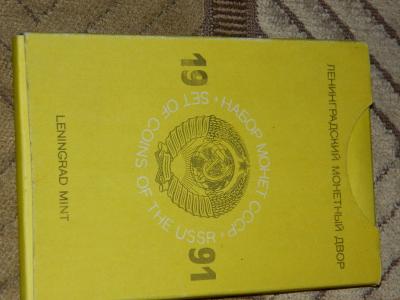 ЛЕНИНГРАДСКИЙ МОНЕТНЫЙ ДВОР
19 91
· НАБОР МОНЕТ СССР ·
SET OF COINS OF THE USSR
LENINGRAD MINT